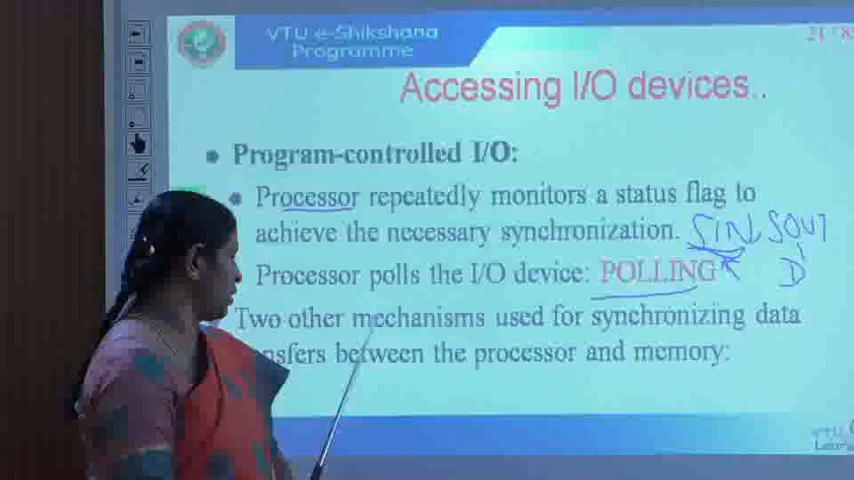 VTU e-Shikshana
Programme
Accessing I/O devices..
Program-controlled I/O:
Processor repeatedly monitors a status flag to
achieve the necessary synchronization. SIN, SOUT
Processor polls the I/O device: POLLING D
Two other mechanisms used for synchronizing data
nsfers between the processor and memory: